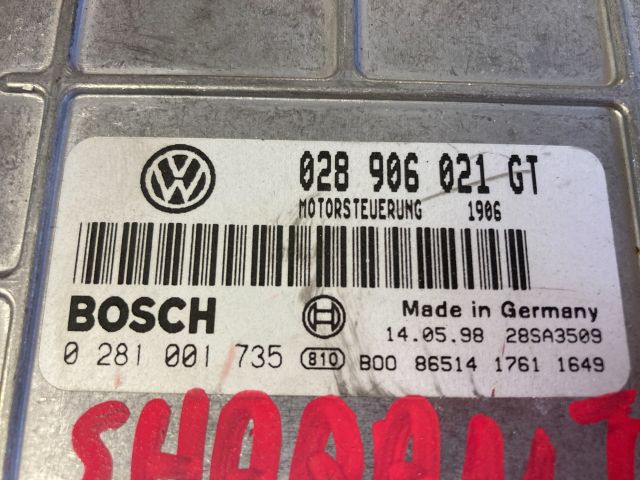 028 906 021 GT
MOTORSTEUERUNG 1906
BOSCH
Made in Germany
14.05.98 28SA3509
0 281 001 735 810 B00 86514 1761 1649